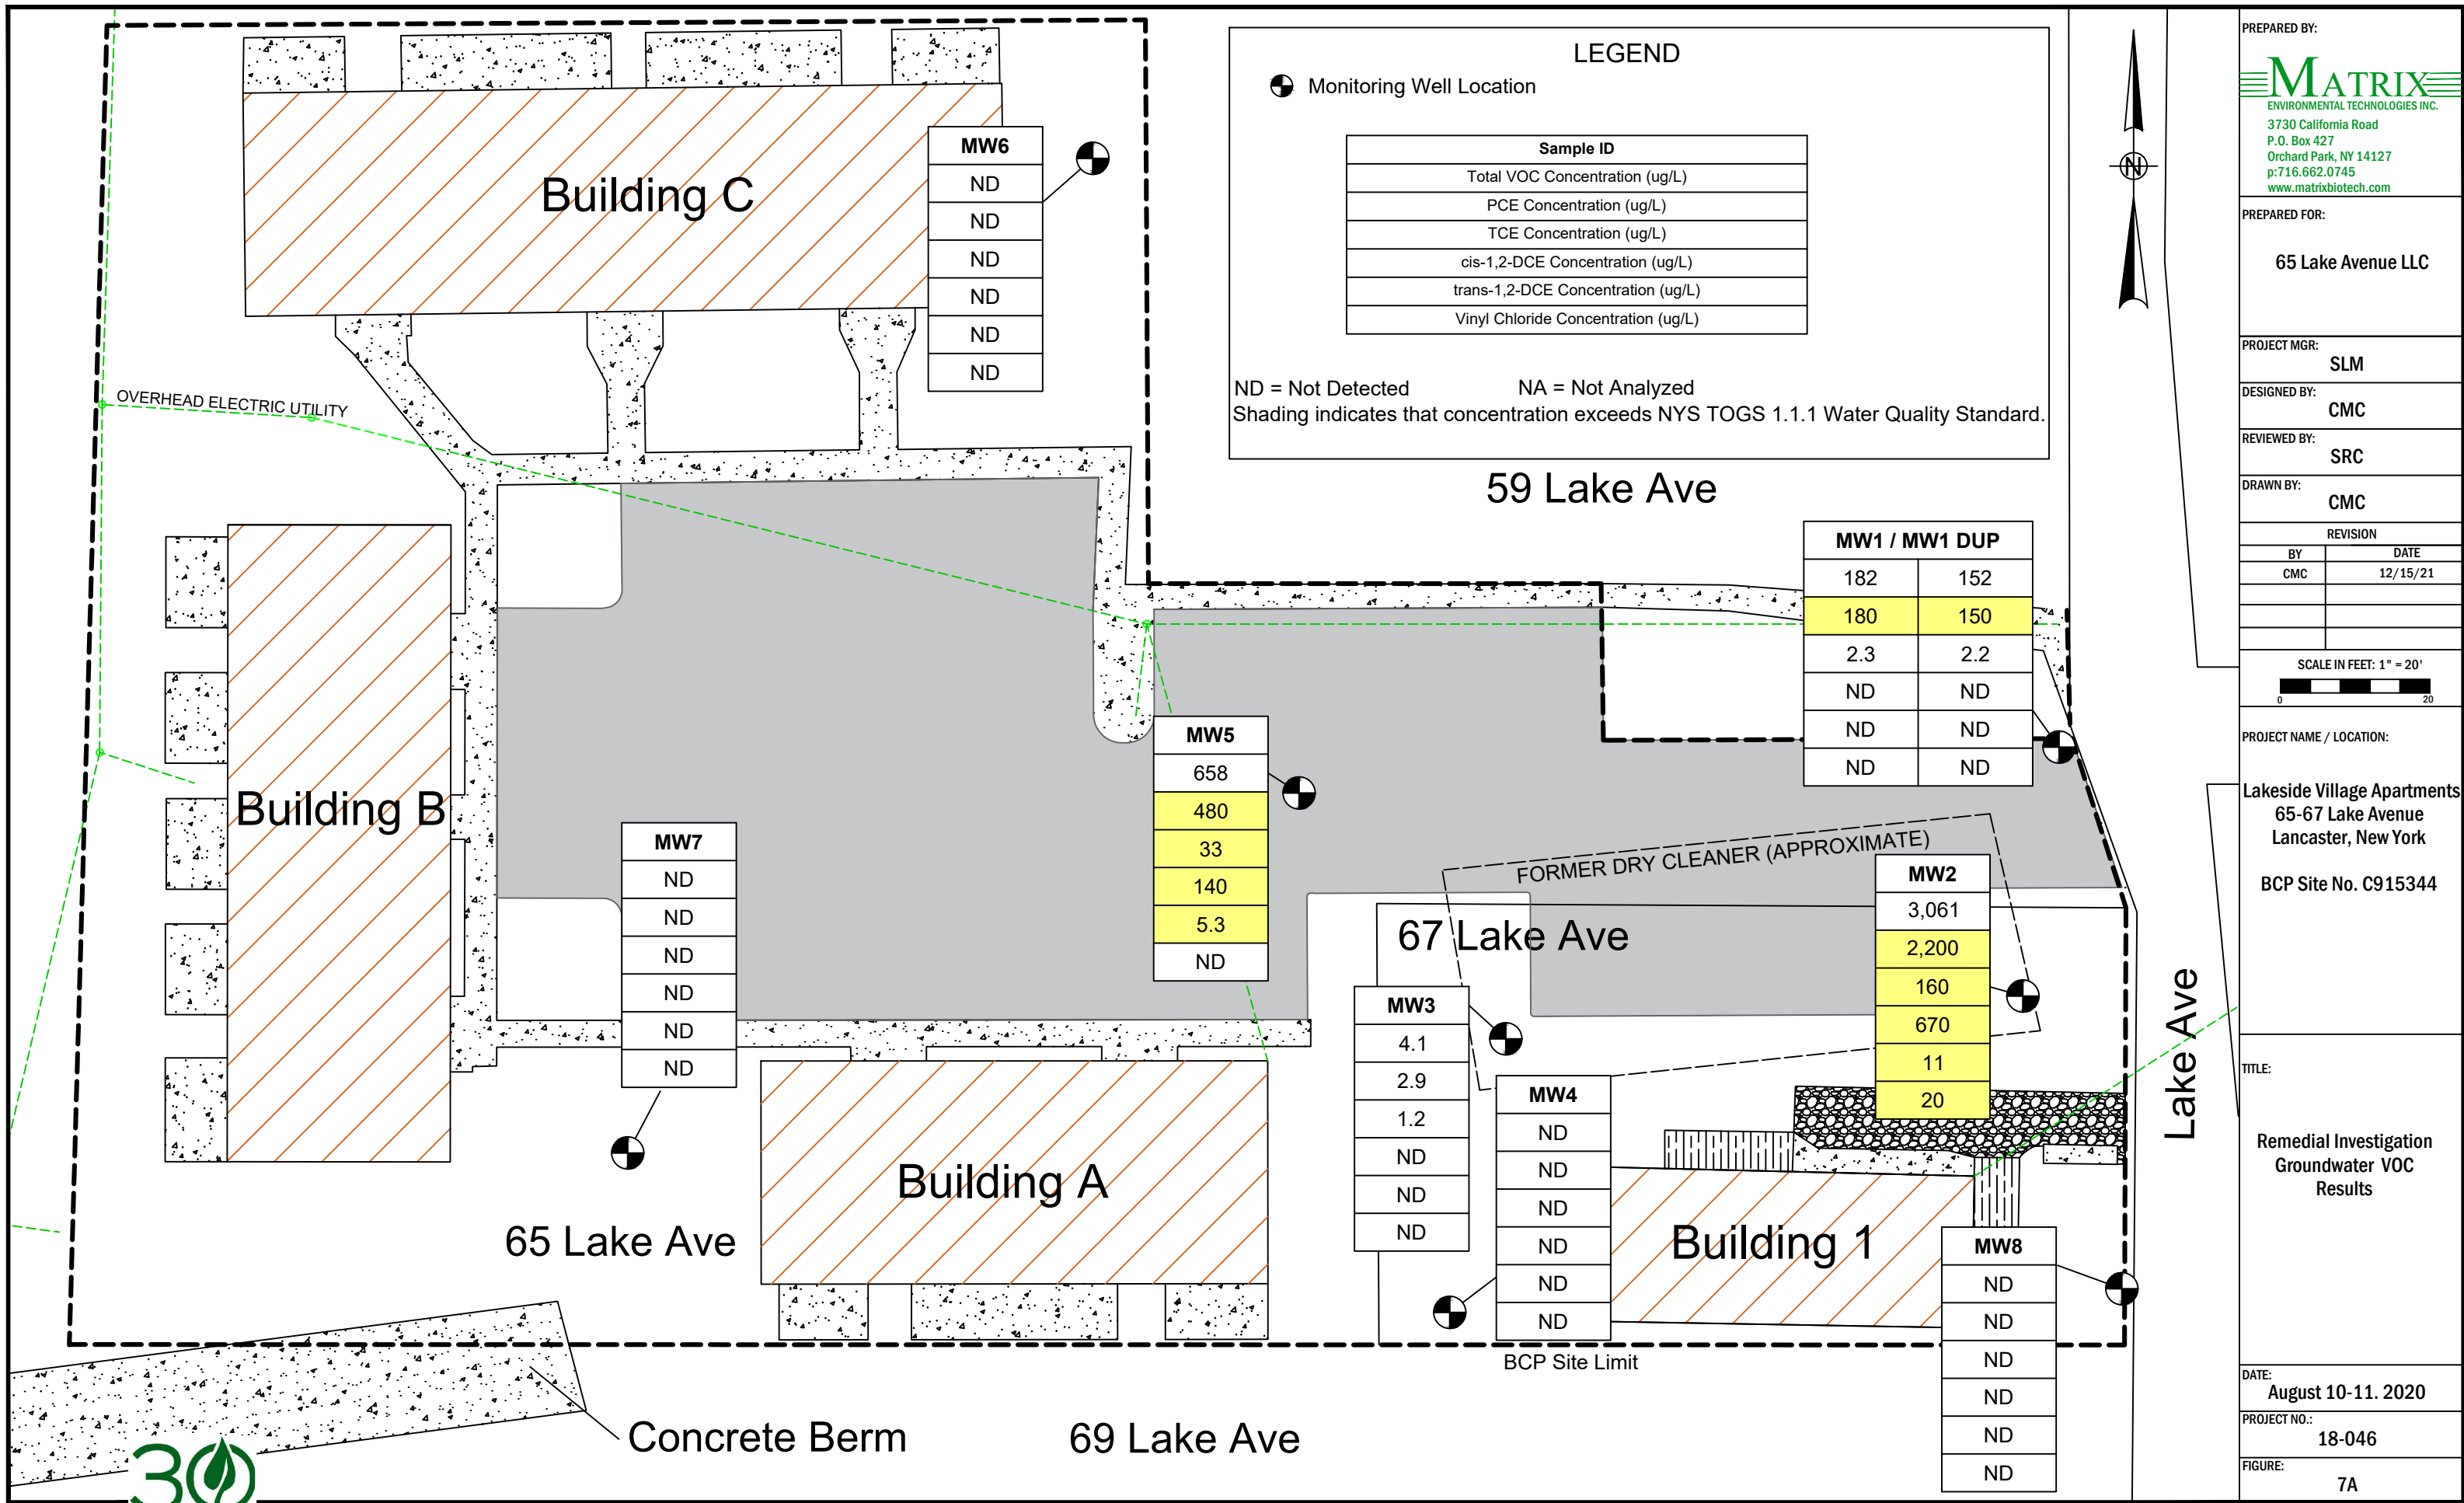 LEGEND
Monitoring Well Location
Sample ID
Total VOC Concentration (ug/L)
PCE Concentration (ug/L)
TCE Concentration (ug/L)
cis-1,2-DCE Concentration (ug/L)
trans-1,2-DCE Concentration (ug/L)
Vinyl Chloride Concentration (ug/L)
ND = Not Detected NA = Not Analyzed
Shading indicates that concentration exceeds NYS TOGS 1.1.1 Water Quality Standard.
N
Building C
MW6
ND
ND
ND
ND
ND
ND
OVERHEAD ELECTRIC UTILITY
59 Lake Ave
MW1 / MW1 DUP
182 152
180 150
2.3 2.2
ND ND
ND ND
ND ND
MW5
658
480
33
140
5.3
ND
Building B
MW7
ND
ND
ND
ND
ND
ND
FORMER DRY CLEANER (APPROXIMATE)
67 Lake Ave
MW2
3,061
2,200
160
670
11
20
MW3
4.1
2.9
1.2
ND
ND
ND
MW4
ND
ND
ND
ND
ND
ND
Building A
65 Lake Ave
Building 1
MW8
ND
ND
ND
ND
ND
ND
Lake Ave
BCP Site Limit
Concrete Berm
69 Lake Ave
30
PREPARED BY:
MATRIX
ENVIRONMENTAL TECHNOLOGIES INC.
3730 California Road
P.O. Box 427
Orchard Park, NY 14127
p:716.662.0745
www.matrixbiotech.com
PREPARED FOR:
65 Lake Avenue LLC
PROJECT MGR:
SLM
DESIGNED BY:
CMC
REVIEWED BY:
SRC
DRAWN BY:
CMC
REVISION
BY DATE
CMC 12/15/21
SCALE IN FEET: 1" = 20'
0 20
PROJECT NAME / LOCATION:
Lakeside Village Apartments
65-67 Lake Avenue
Lancaster, New York
BCP Site No. C915344
TITLE:
Remedial Investigation
Groundwater VOC
Results
DATE:
August 10-11. 2020
PROJECT NO.:
18-046
FIGURE:
7A